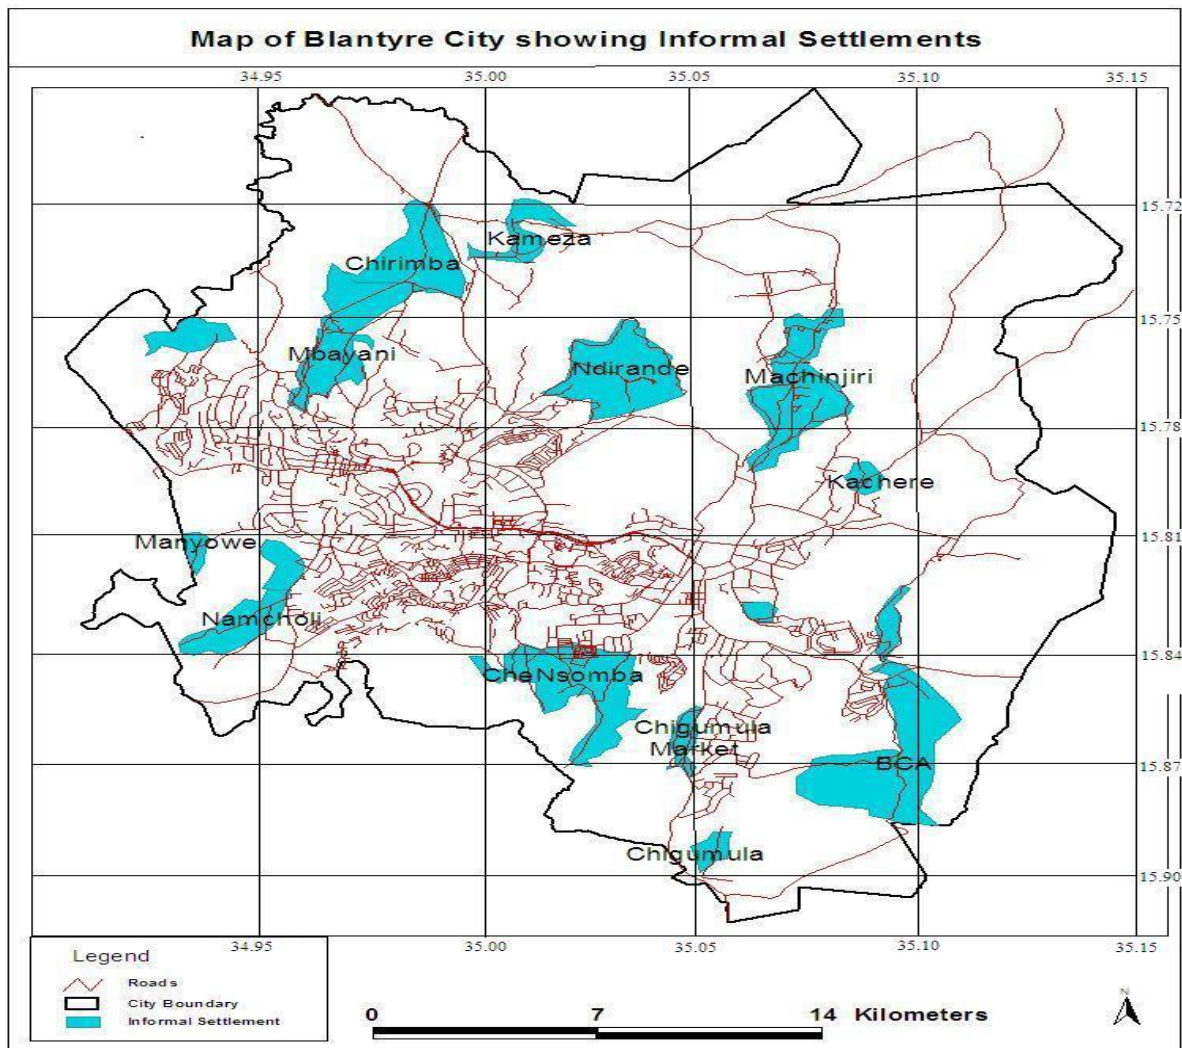 Map of Blantyre City showing Informal Settlements
34.95 35.00 35.05 35.10 35.15
15.72
Kameza
Chirimba
15.75
Mbayani
Ndirande
Machinjiri
15.78
Kachere
15.81
Manyowe
Namcholi
15.84
CheNsomba
Chigumula
Market
BCA
15.87
Chigumula
15.90
34.95 35.00 35.05 35.10 35.15
Legend
Roads
City Boundary
Informal Settlement
0 7 14 Kilometers
N